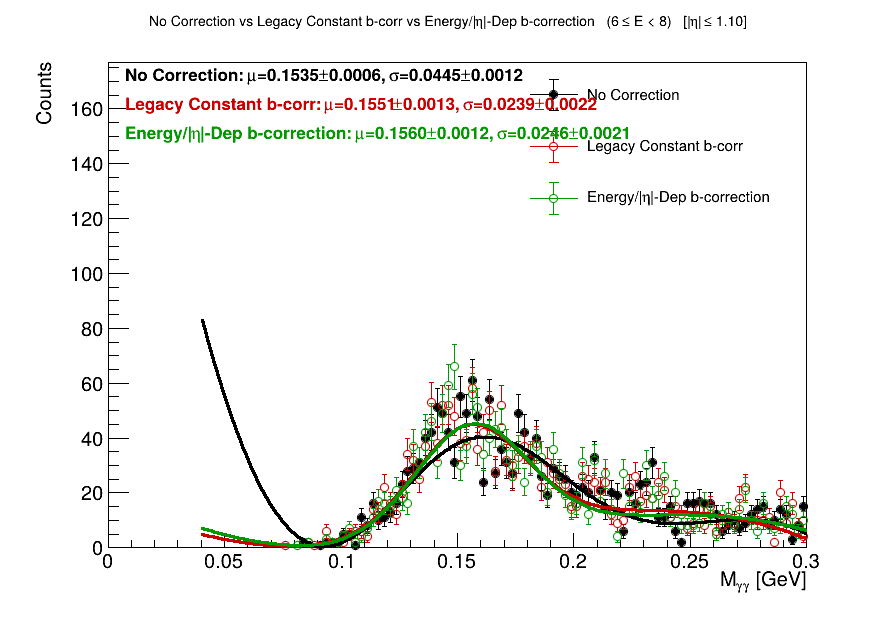 No Correction vs Legacy Constant b-corr vs Energy/|η|-Dep b-correction (6 ≤ E < 8) [|η| ≤ 1.10]
Counts
No Correction: μ=0.1535±0.0006, σ=0.0445±0.0012
Legacy Constant b-corr: μ=0.1551±0.0013, σ=0.0239±0.0022
Energy/|η|-Dep b-correction: μ=0.1560±0.0012, σ=0.0246±0.0021
No Correction
Legacy Constant b-corr
Energy/|η|-Dep b-correction
160
140
120
100
80
60
40
20
0
0 0.05 0.1 0.15 0.2 0.25 0.3
Mγγ [GeV]